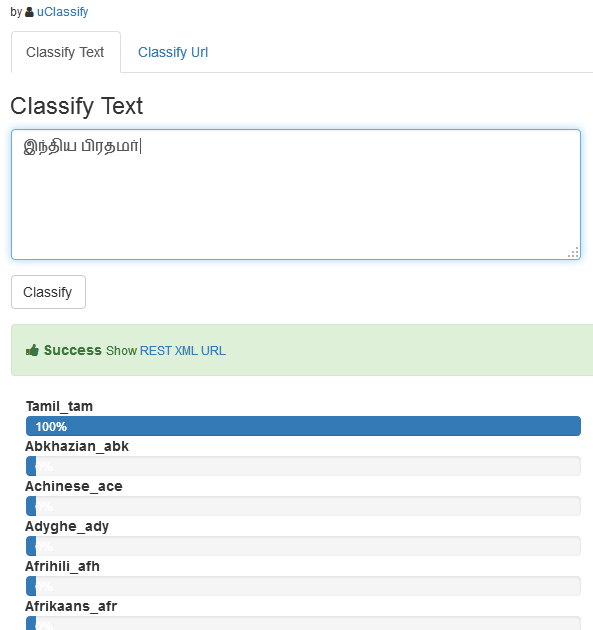 by uClassify
Classify Text Classify Url
Classify Text
இந்திய பிரதமர்
Classify
Success Show REST XML URL
Tamil_tam
100%
Abkhazian_abk
0%
Achinese_ace
0%
Adyghe_ady
0%
Afrihili_afh
0%
Afrikaans_afr
0%